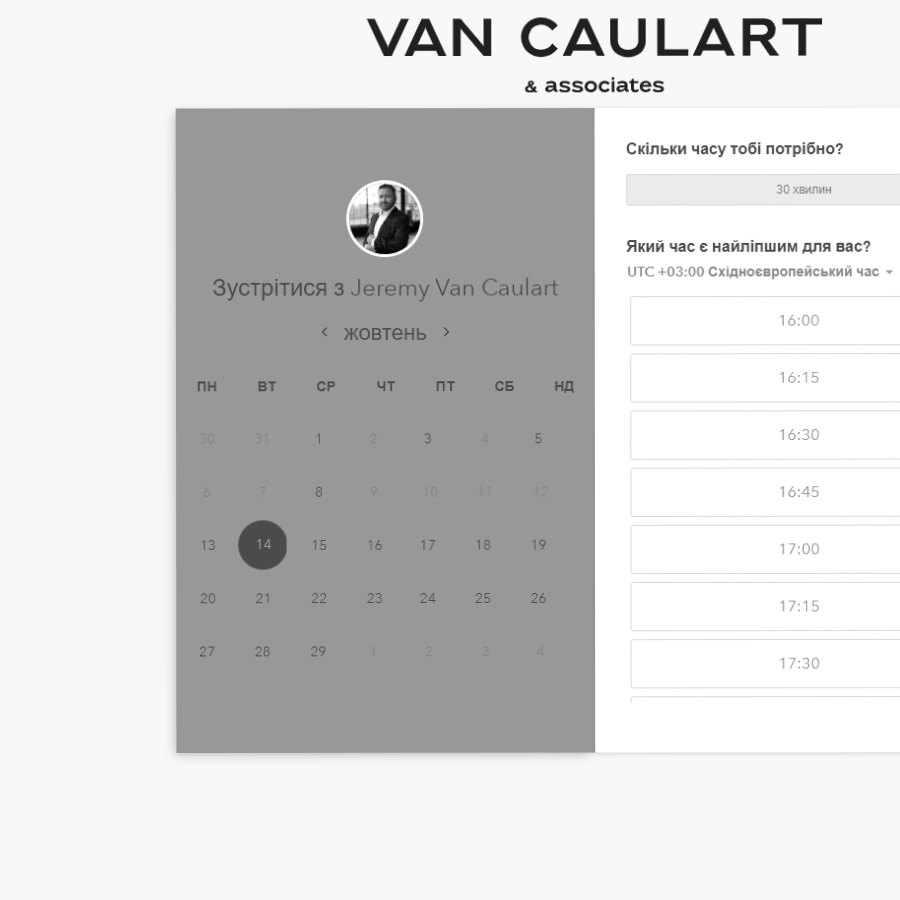 VAN CAULART
& associates
Зустрітися з Jeremy Van Caulart
жовтень
ПН ВТ СР ЧТ ПТ СБ НД
30 31 1 2 3 4 5
6 7 8 9 10 11 12
13 14 15 16 17 18 19
20 21 22 23 24 25 26
27 28 29 1 2 3 4
Скільки часу тобі потрібно?
30 хвилин
Який час є найліпшим для вас?
UTC +03:00 Східноєвропейський час
16:00
16:15
16:30
16:45
17:00
17:15
17:30